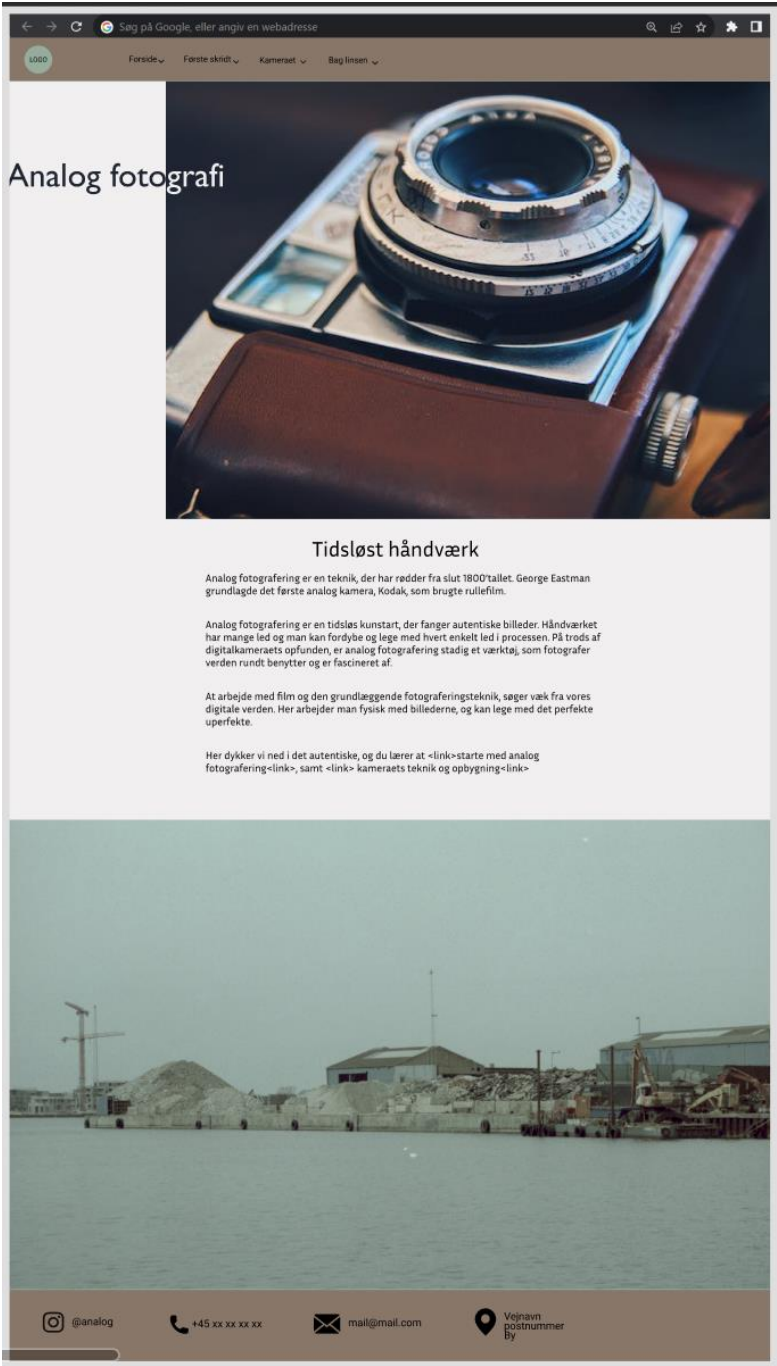 Søg på Google, eller angiv en webadresse
LOGO
Forside
Første skridt
Kameraet
Bag linsen
Analog fotografi
Tidsløst håndværk
Analog fotografering er en teknik, der har rødder fra slut 1800'tallet. George Eastman
grundlagde det første analog kamera, Kodak, som brugte rullefilm.
Analog fotografering er en tidsløs kunstart, der fanger autentiske billeder. Håndværket
har mange led og man kan fordybe og lege med hvert enkelt led i processen. På trods af
digitalkameraets opfunden, er analog fotografering stadig et værktøj, som fotografer
verden rundt benytter og er fascineret af.
At arbejde med film og den grundlæggende fotograferingsteknik, søger væk fra vores
digitale verden. Her arbejder man fysisk med billederne, og kan lege med det perfekte
uperfekte.
Her dykker vi ned i det autentiske, og du lærer at <link>starte med analog
fotografering<link>, samt <link> kameraets teknik og opbygning<link>
@analog
+45 xx xx xx xx
mail@mail.com
Vejnavn
postnummer
By